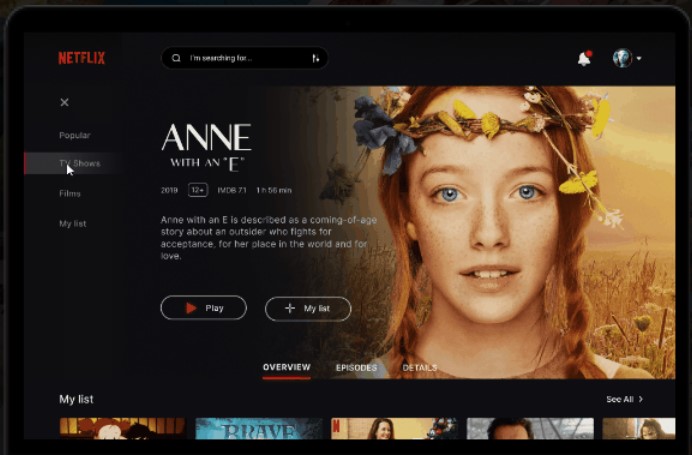 NETFLIX
I'm searching for...
Popular
TV Shows
Films
My list
ANNE
WITH AN "E"
2019 12+ IMDB 71 1 h 56 min
Anne with an E is described as a coming-of-age
story about an outsider who fights for
acceptance, for her place in the world and for
love.
Play
My list
OVERVIEW EPISODES DETAILS
My list
See All
BRAVE
N